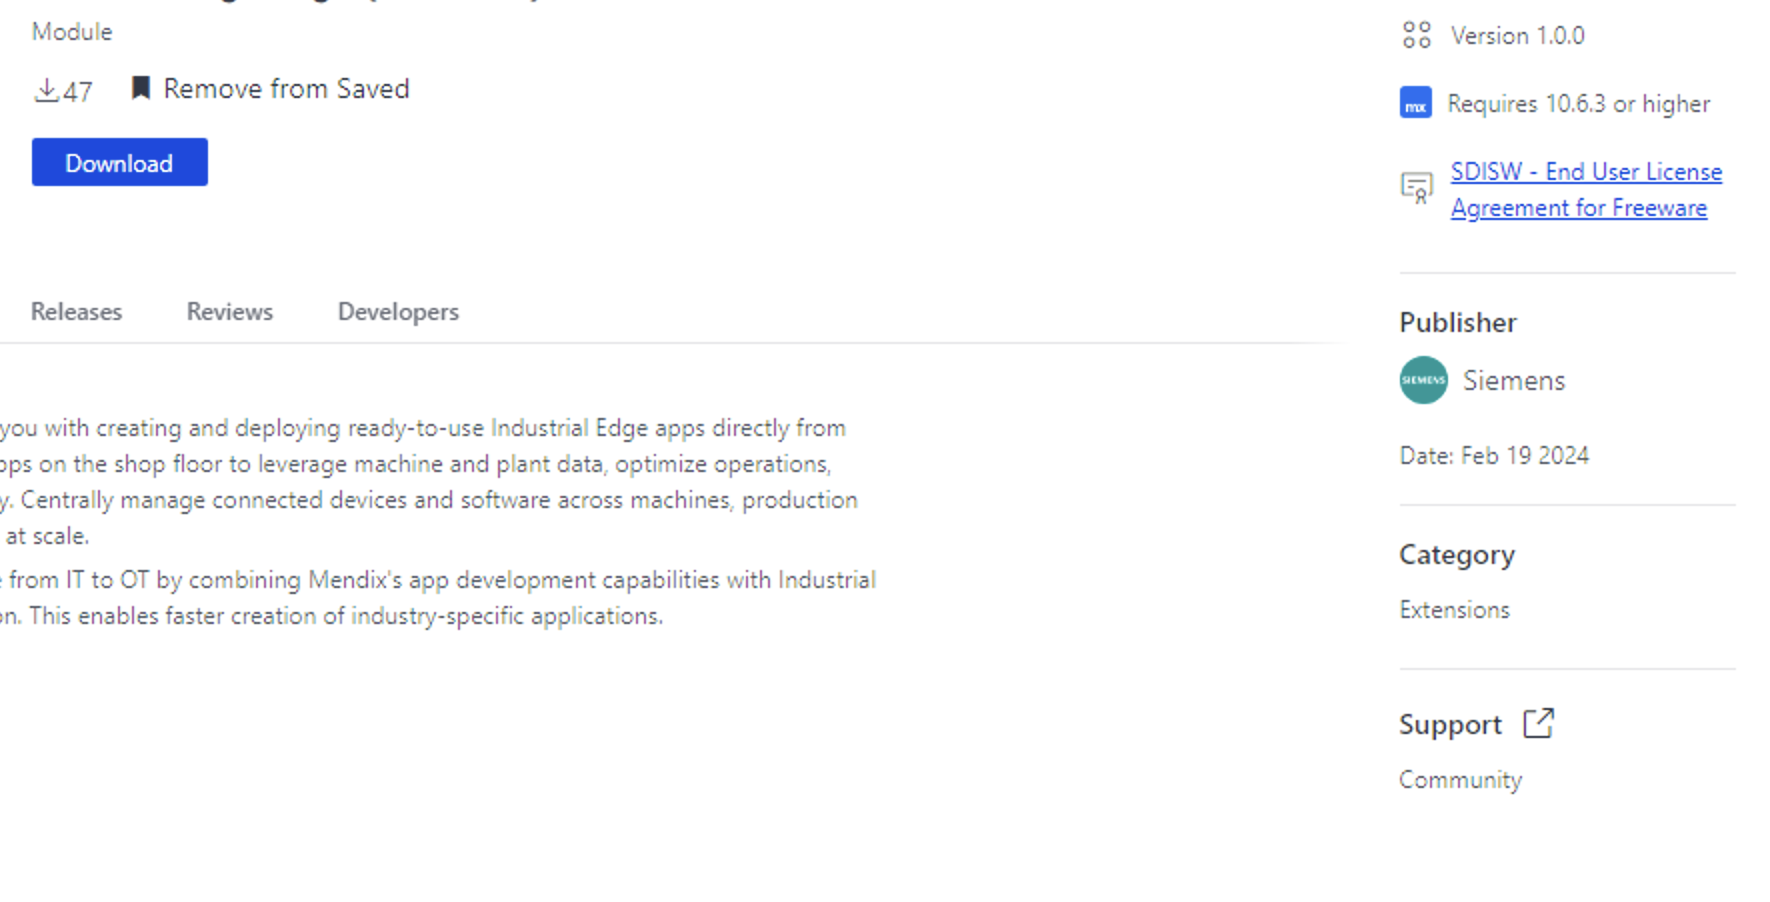 Module
47 Remove from Saved
Download
Releases Reviews Developers
you with creating and deploying ready-to-use Industrial Edge apps directly from
on the shop floor to leverage machine and plant data, optimize operations,
Centrally manage connected devices and software across machines, production
at scale.
from IT to OT by combining Mendix's app development capabilities with Industrial
This enables faster creation of industry-specific applications.
Version 1.0.0
mx Requires 10.6.3 or higher
SDISW - End User License
Agreement for Freeware
Publisher
SIEMENS Siemens
Date: Feb 19 2024
Category
Extensions
Support
Community